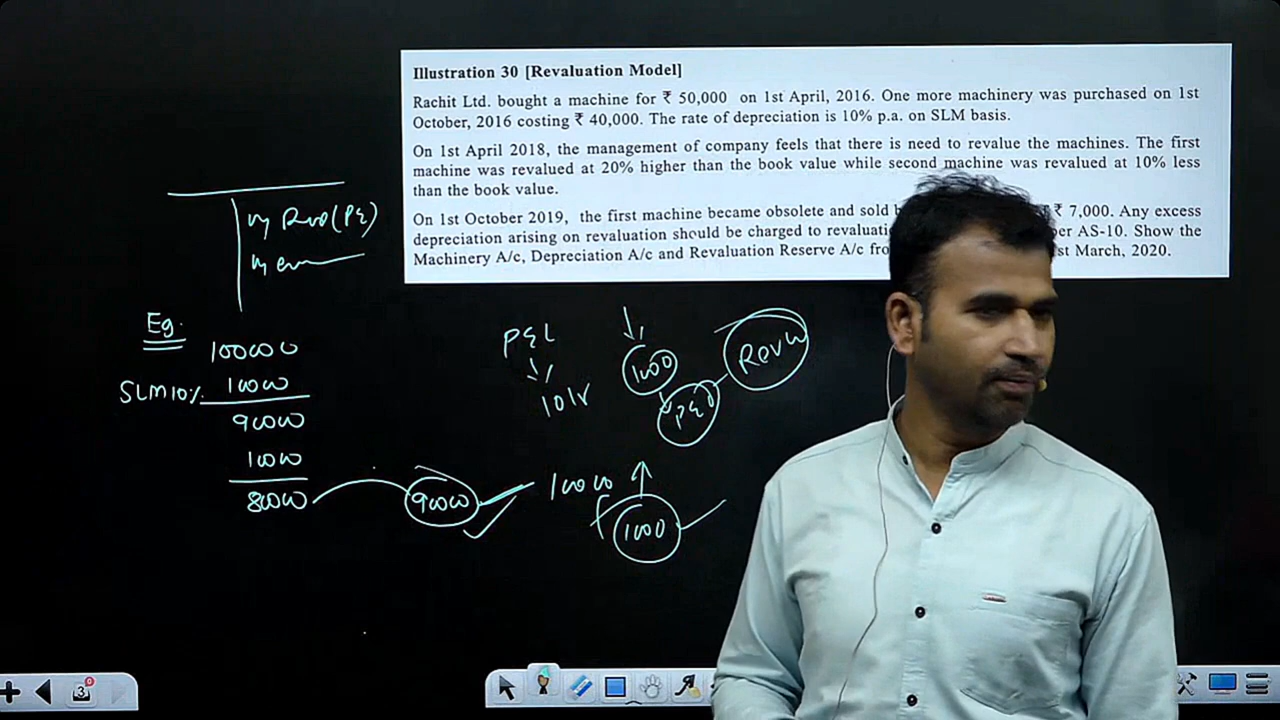 Illustration 30 [Revaluation Model]
Rachit Ltd. bought a machine for ₹ 50,000 on 1st April, 2016. One more machinery was purchased on 1st
October, 2016 costing ₹ 40,000. The rate of depreciation is 10% p.a. on SLM basis.
On 1st April 2018, the management of company feels that there is need to revalue the machines. The first
machine was revalued at 20% higher than the book value while second machine was revalued at 10% less
than the book value.
On 1st October 2019, the first machine became obsolete and sold ₹ 7,000. Any excess
depreciation arising on revaluation should be charged to per AS-10. Show the
Machinery A/c, Depreciation A/c and Revaluation Reserve A/c st March, 2020.
Eg.
100000
SLM 10% 10000
90000
10000
80000
90000
10000
1000
P&L
1000
P&L
3
0